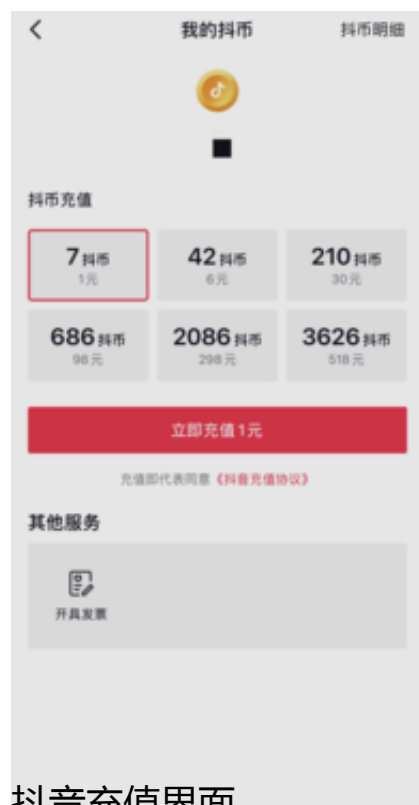 我的抖币 抖币明细
抖币充值
7抖币 42抖币 210抖币
1元 6元 30元
686抖币 2086抖币 3626抖币
98元 298元 518元
立即充值1元
充值即代表同意《抖音充值协议》
其他服务
开具发票
抖音充值界面